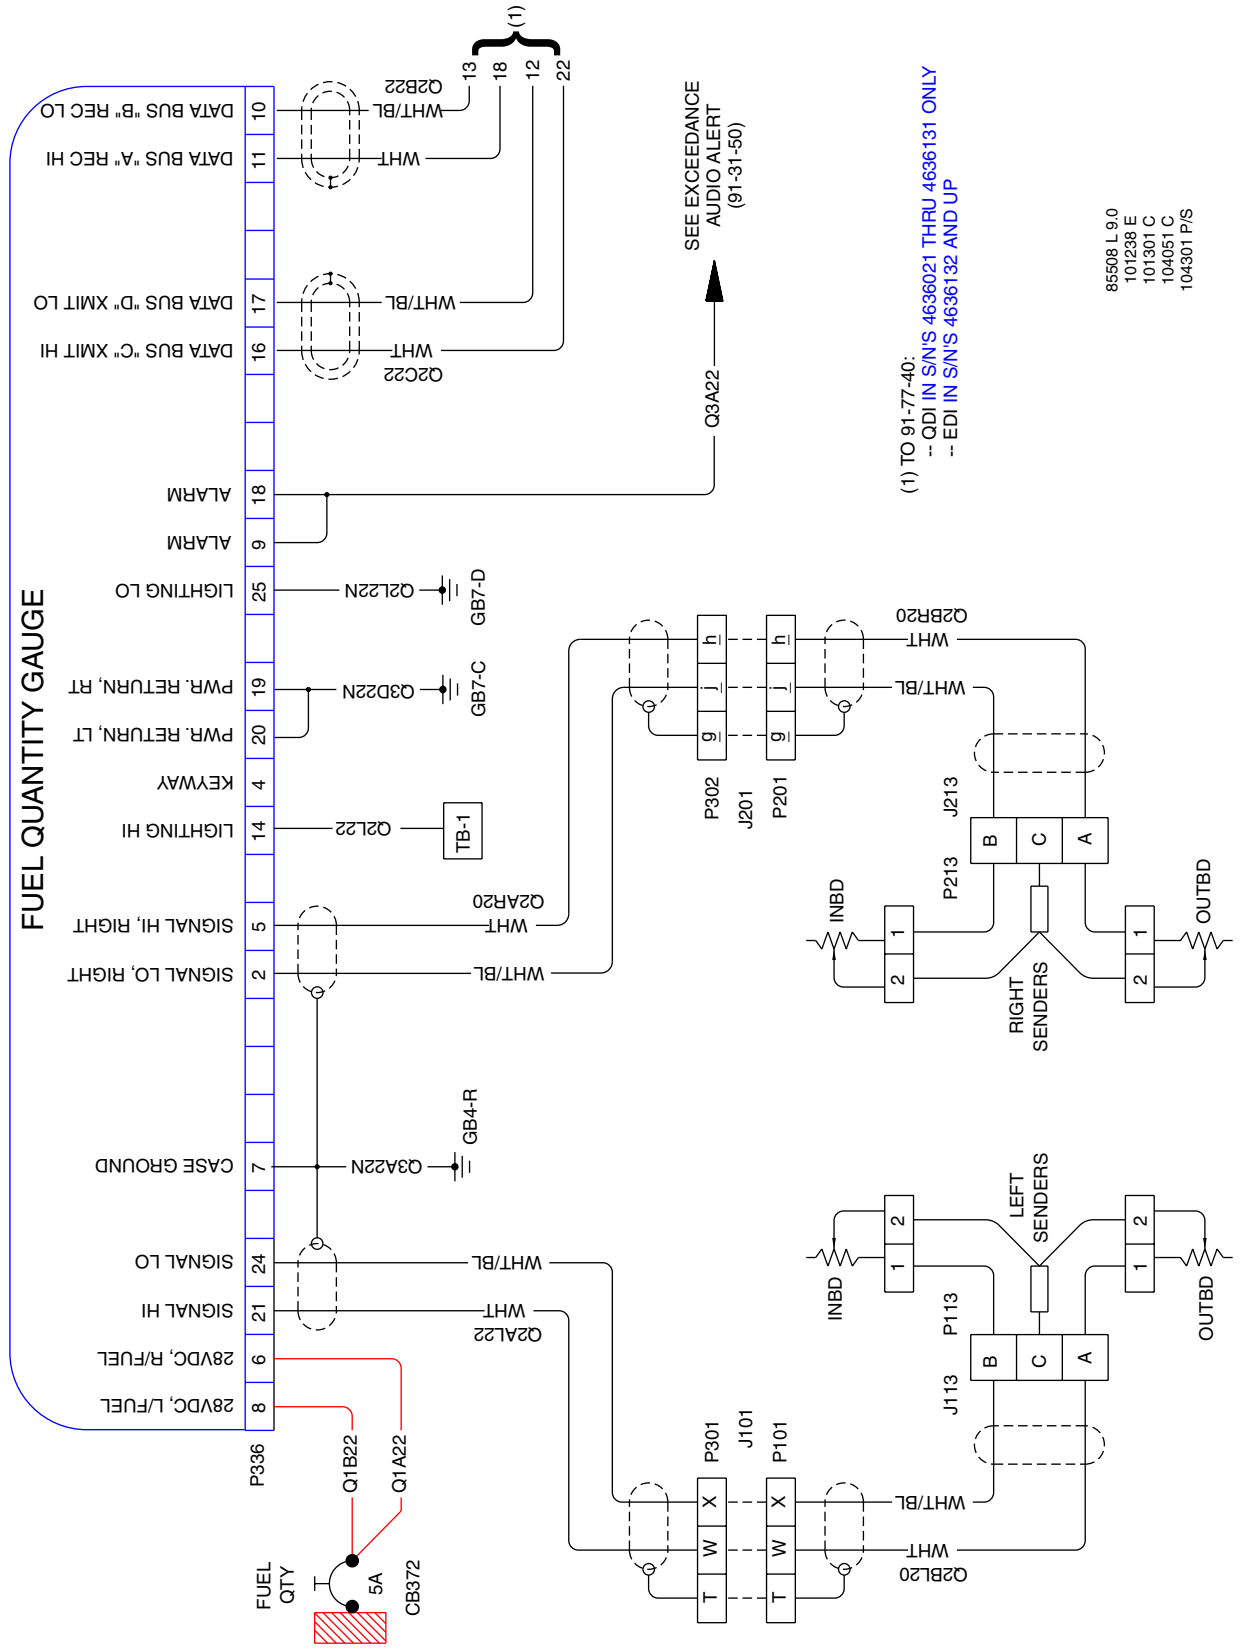 FUEL QUANTITY GAUGE
P336
8
28VDC, L/FUEL
6
28VDC, R/FUEL
21
SIGNAL HI
24
SIGNAL LO
7
CASE GROUND
2
SIGNAL LO, RIGHT
5
SIGNAL HI, RIGHT
14
LIGHTING HI
4
KEYWAY
20
PWR. RETURN, LT
19
PWR. RETURN, RT
25
LIGHTING LO
9
ALARM
18
ALARM
16
DATA BUS "C" XMIT HI
17
DATA BUS "D" XMIT LO
11
DATA BUS "A" REC HI
10
DATA BUS "B" REC LO
FUEL
QTY
5A
CB372
Q1B22
Q1A22
WHT
Q2AL22
WHT/BL
Q3A22N
GB4-R
WHT/BL
WHT
Q2AR20
Q2L22
TB-1
Q3D22N
GB7-C
Q2L22N
GB7-D
Q3A22
SEE EXCEEDANCE
AUDIO ALERT
(91-31-50)
WHT
Q2C22
WHT/BL
WHT
WHT/BL
Q2B22
13
18
12
22
(1)
T W X
P301
J101
T W X
P101
WHT/BL
WHT
Q2BL20
J113
P113
B
C
A
INBD
1 2
LEFT
SENDERS
1 2
OUTBD
g j h
P302
J201
g j h
P201
WHT/BL
WHT
Q2BR20
J213
P213
B
C
A
INBD
2 1
RIGHT
SENDERS
2 1
OUTBD
(1) TO 91-77-40:
-- QDI IN S/N'S 4636021 THRU 4636131 ONLY
-- EDI IN S/N'S 4636132 AND UP
85508 L 9.0
101238 E
101301 C
104051 C
104301 P/S